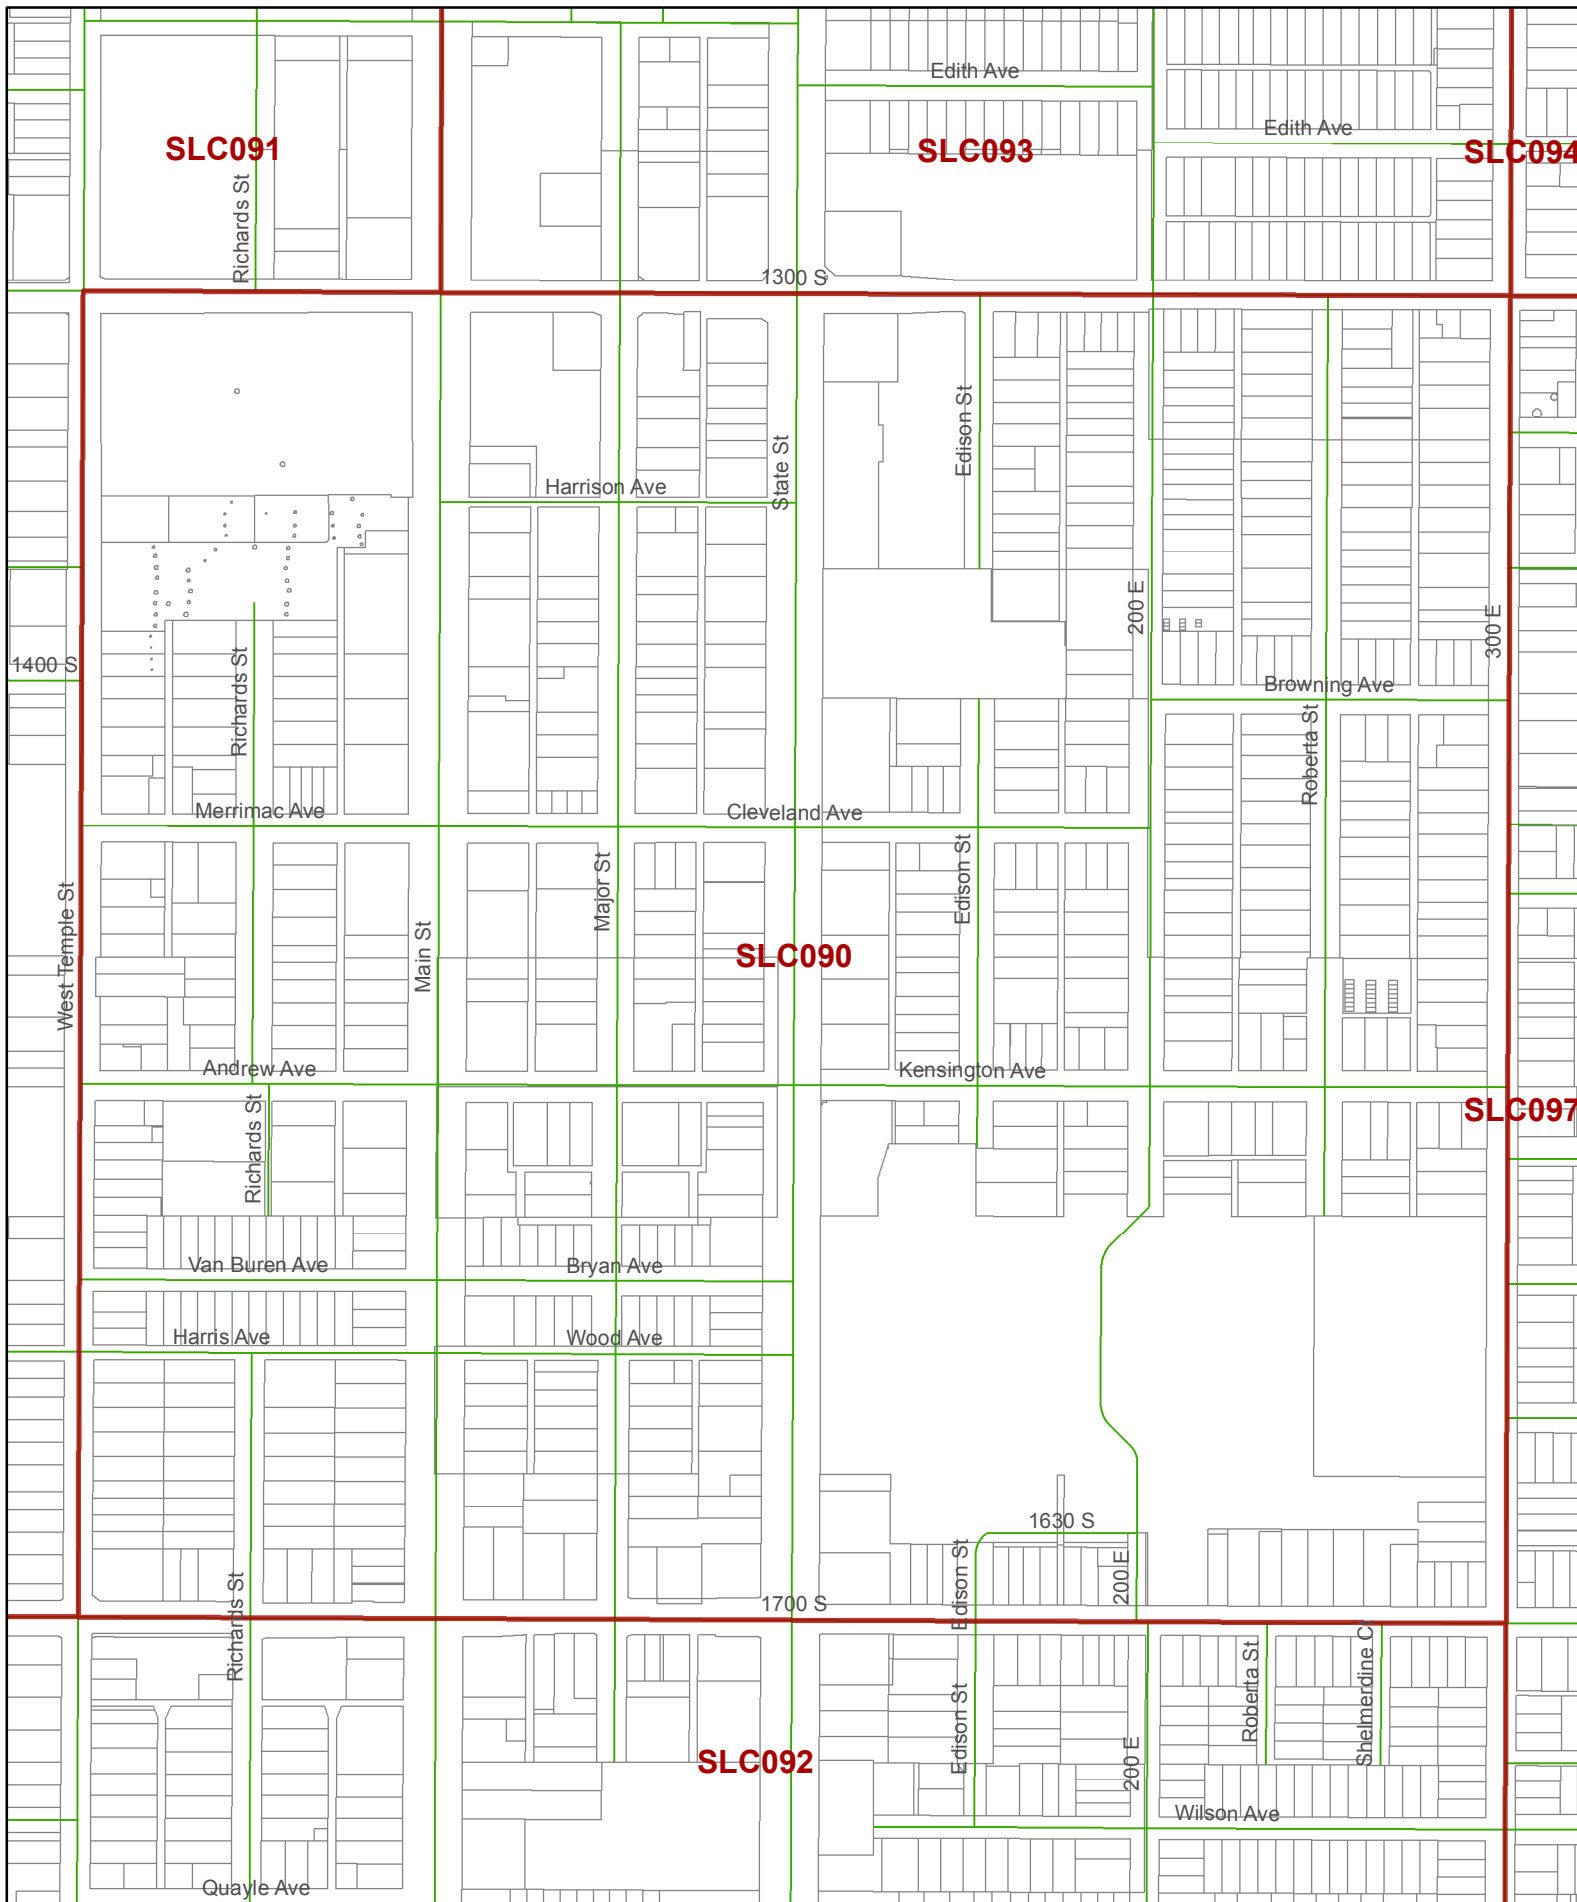 Edith Ave
Edith Ave
SLC091
SLC093
SLC094
Richards St
1300 S
Edison St
State St
Harrison Ave
200 E
300 E
1400 S
Richards St
Browning Ave
Roberta St
Merrimac Ave
Cleveland Ave
Edison St
Major St
West Temple St
Main St
SLC090
Andrew Ave
Kensington Ave
SLC097
Richards St
Van Buren Ave
Bryan Ave
Harris Ave
Wood Ave
1630 S
Edison St
200 E
Richards St
1700 S
Roberta St
Shelmerdine C
Edison St
200 E
SLC092
Wilson Ave
Quayle Ave